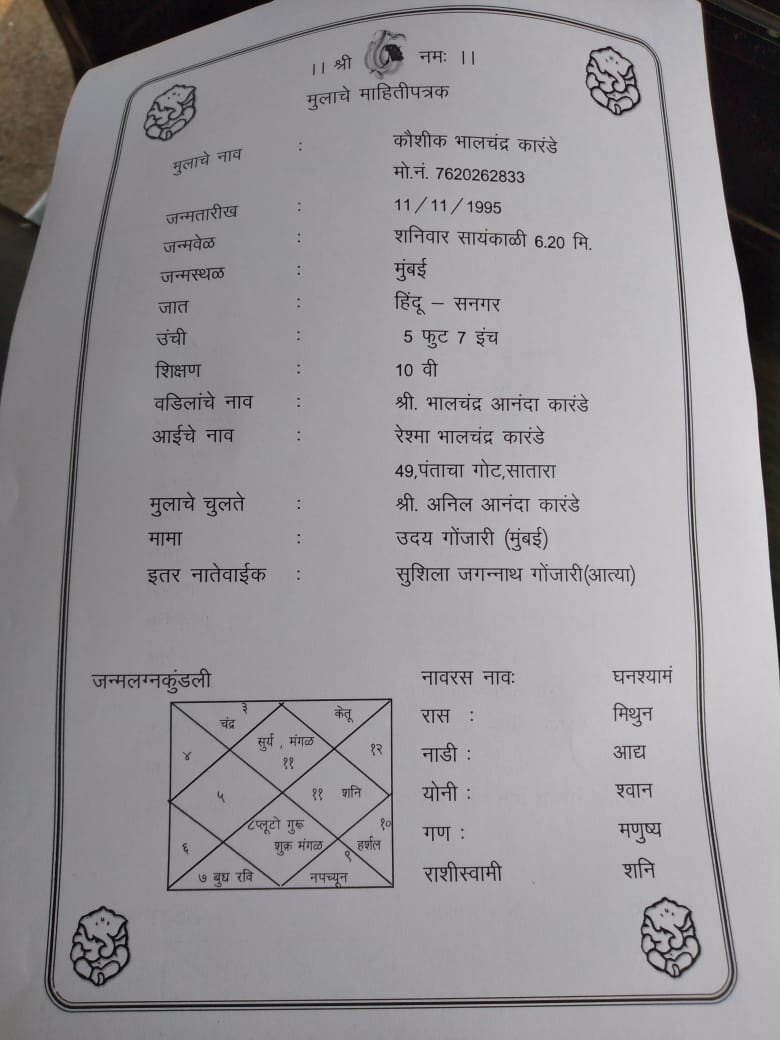 ।। श्री नमः ।।
मुलाचे माहितीपत्रक
मुलाचे नाव : कौशीक भालचंद्र कारंडे
मो.नं. 7620262833
जन्मतारीख : 11/11/1995
जन्मवेळ : शनिवार सायंकाळी 6.20 मि.
जन्मस्थळ : मुंबई
जात : हिंदू – सनगर
उंची : 5 फुट 7 इंच
शिक्षण : 10 वी
वडिलांचे नाव : श्री. भालचंद्र आनंदा कारंडे
आईचे नाव : रेश्मा भालचंद्र कारंडे
49,पंताचा गोट,सातारा
मुलाचे चुलते : श्री. अनिल आनंदा कारंडे
मामा : उदय गोंजारी (मुंबई)
इतर नातेवाईक : सुशिला जगन्नाथ गोंजारी(आत्या)
जन्मलग्नकुंडली
३
चंद्र
केतू
सुर्य , मंगळ
११
४
१२
५
११ शनि
८प्लूटो गुरू
शुक्र मंगळ
१०
हर्शल
६
९
७ बुध रवि
नपच्यून
नावरस नावः घनश्यामं
रास : मिथुन
नाडी : आद्य
योनी : श्वान
गण : मणुष्य
राशीस्वामी शनि